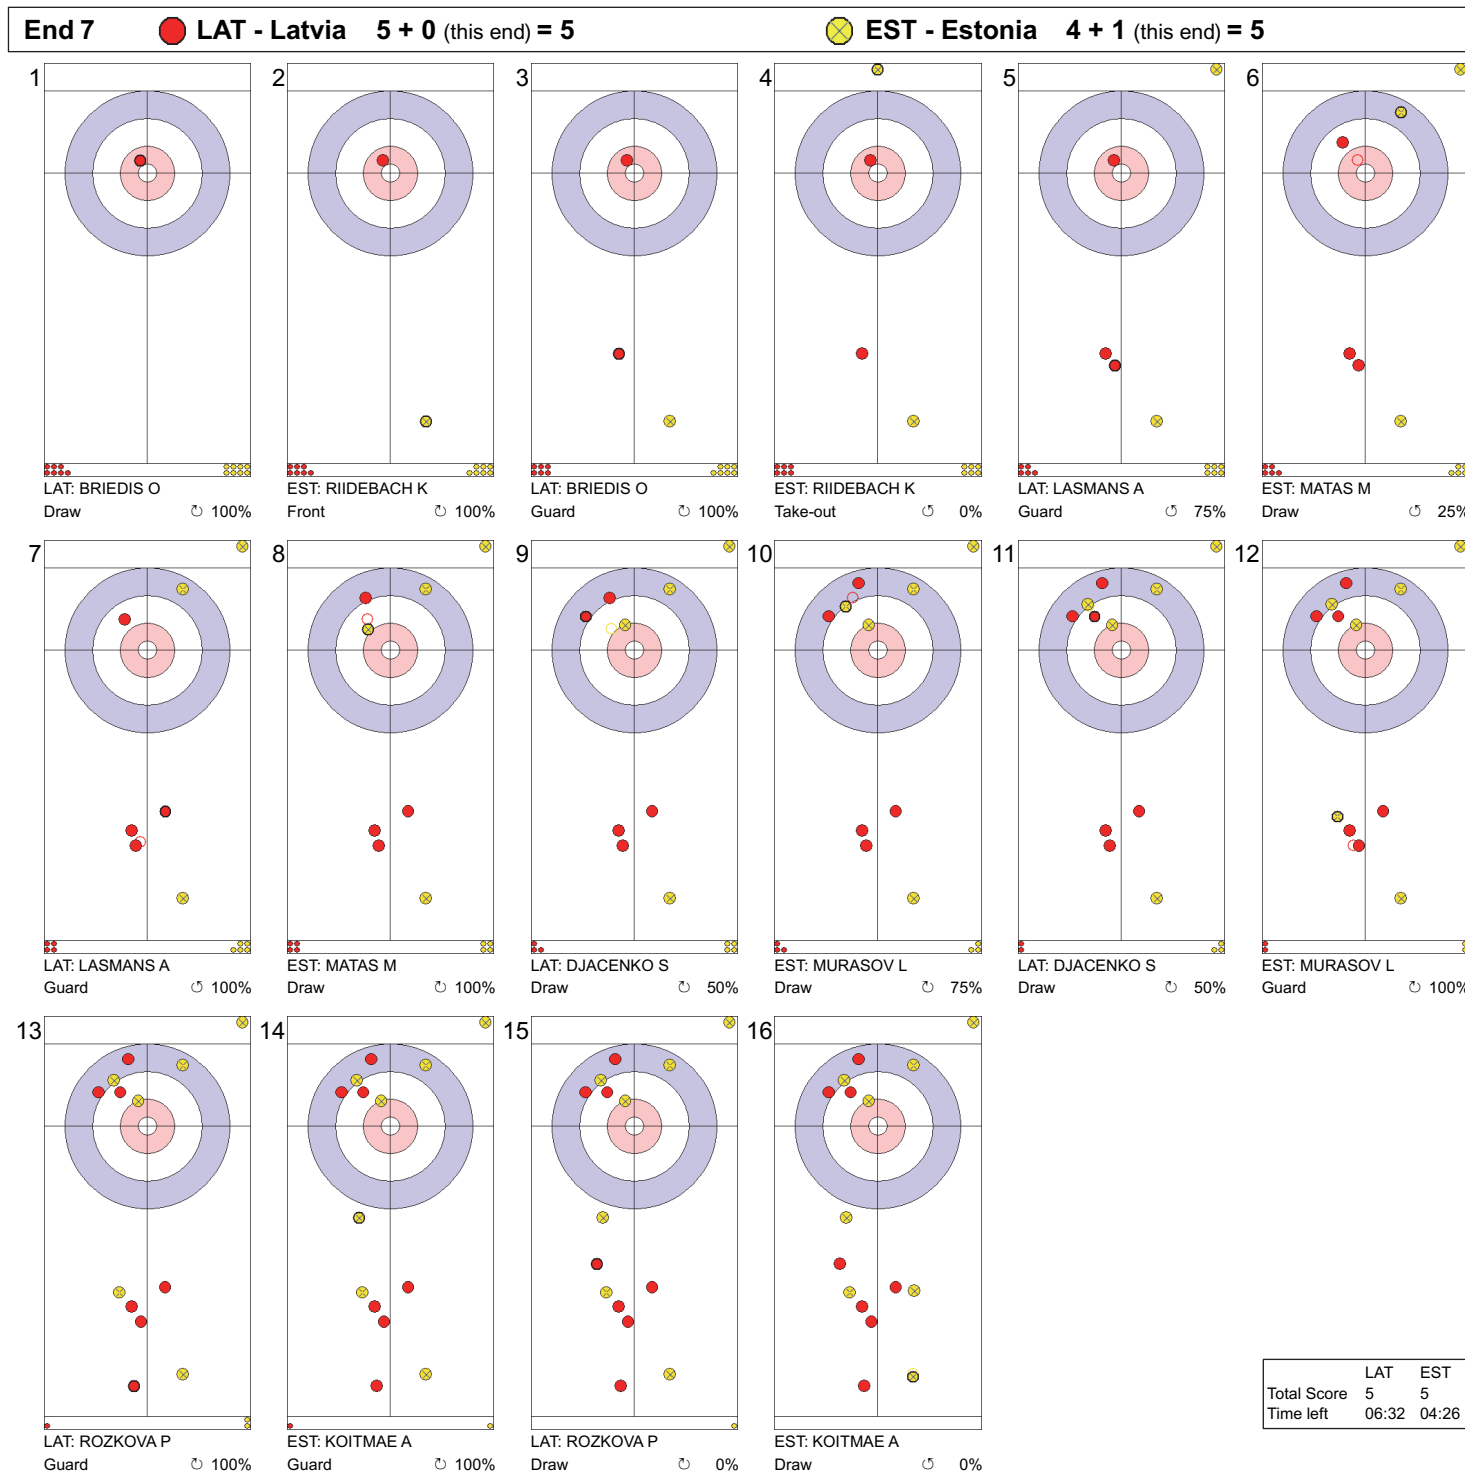 End 7 LAT - Latvia 5 + 0 (this end) = 5 EST - Estonia 4 + 1 (this end) = 5
1 2 3 4 5 6
LAT: BRIEDIS O EST: RIIDEBACH K LAT: BRIEDIS O EST: RIIDEBACH K LAT: LASMANS A EST: MATAS M
Draw ↻ 100% Front ↻ 100% Guard ↻ 100% Take-out ↺ 0% Guard ↺ 75% Draw ↺ 25%
7 8 9 10 11 12
LAT: LASMANS A EST: MATAS M LAT: DJACENKO S EST: MURASOV L LAT: DJACENKO S EST: MURASOV L
Guard ↺ 100% Draw ↻ 100% Draw ↻ 50% Draw ↻ 75% Draw ↻ 50% Guard ↻ 100%
13 14 15 16
LAT: ROZKOVA P EST: KOITMAE A LAT: ROZKOVA P EST: KOITMAE A
Guard ↻ 100% Guard ↻ 100% Draw ↻ 0% Draw ↺ 0%
LAT EST
Total Score 5 5
Time left 06:32 04:26